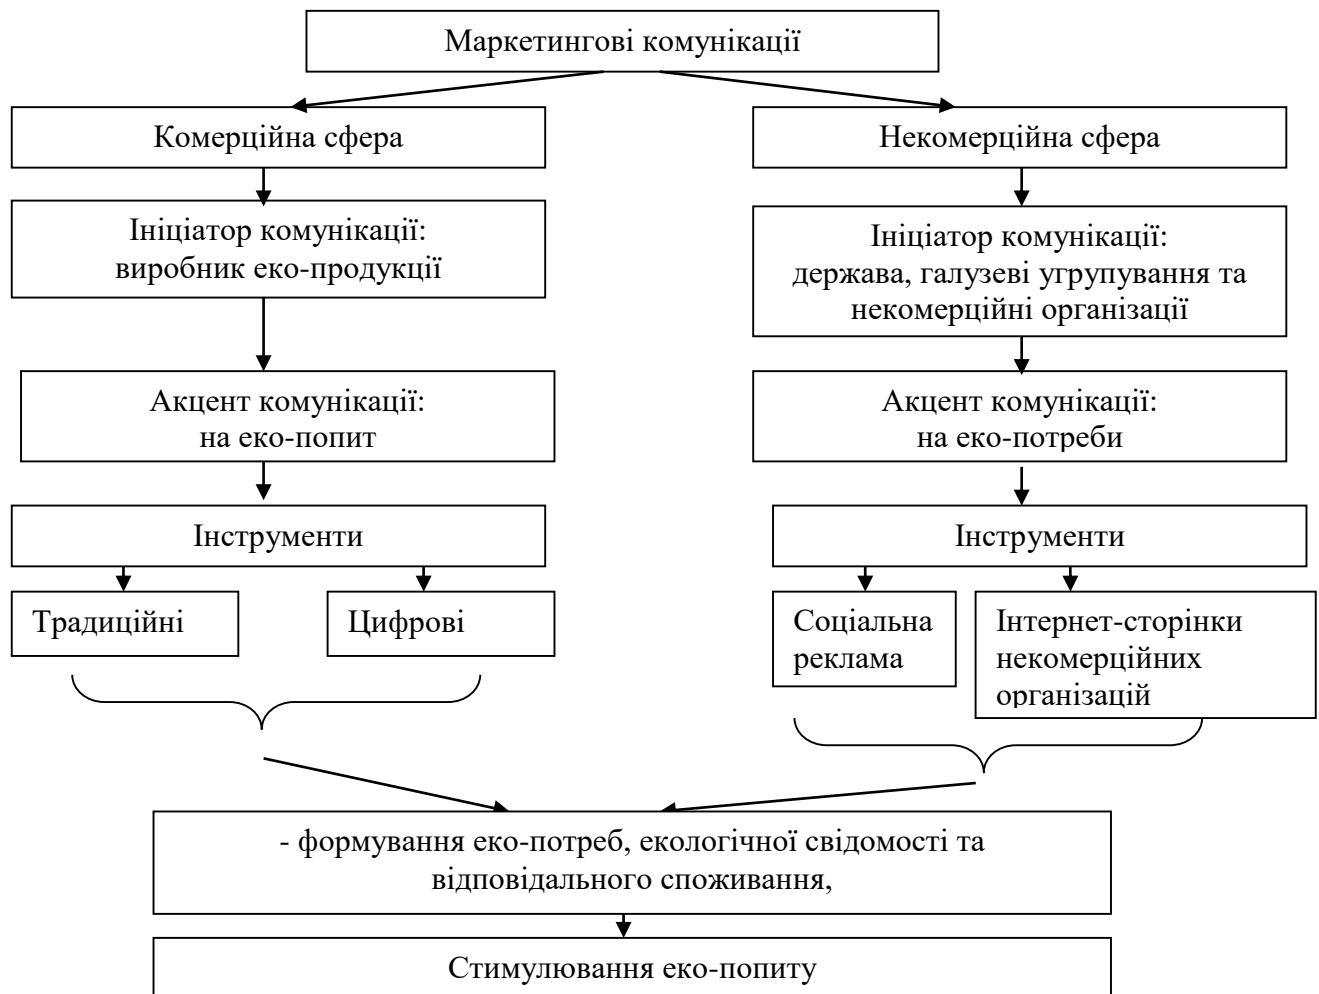 Маркетингові комунікації
Комерційна сфера
Некомерційна сфера
Ініціатор комунікації:
виробник еко-продукції
Ініціатор комунікації:
держава, галузеві угрупування та
некомерційні організації
Акцент комунікації:
на еко-попит
Акцент комунікації:
на еко-потреби
Інструменти
Інструменти
Традиційні
Цифрові
Соціальна
реклама
Інтернет-сторінки
некомерційних
організацій
- формування еко-потреб, екологічної свідомості та
відповідального споживання,
Стимулювання еко-попиту